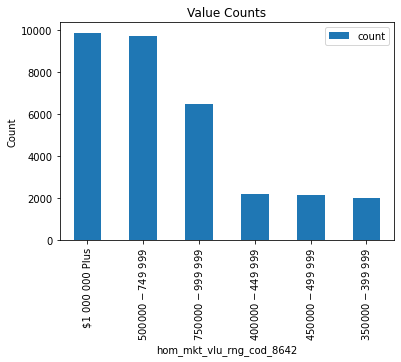 Value Counts
count
Count
10000
8000
6000
4000
2000
0
$1 000 000 Plus
500000 − 749 999
750000 − 999 999
400000 − 449 999
450000 − 499 999
350000 − 399 999
hom_mkt_vlu_rng_cod_8642